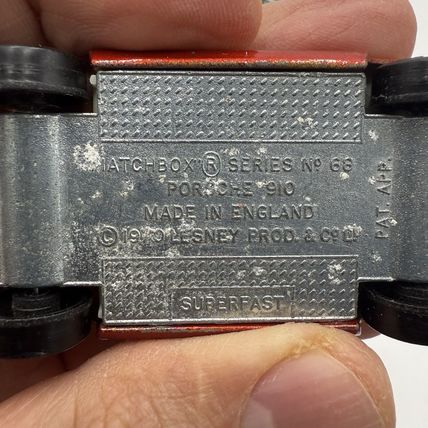 MATCHBOX ® SERIES Nº 68
PORSCHE 910
MADE IN ENGLAND
© 1970 LESNEY PROD. & Cº Lᵀᴰ
PAT. APP.
SUPERFAST